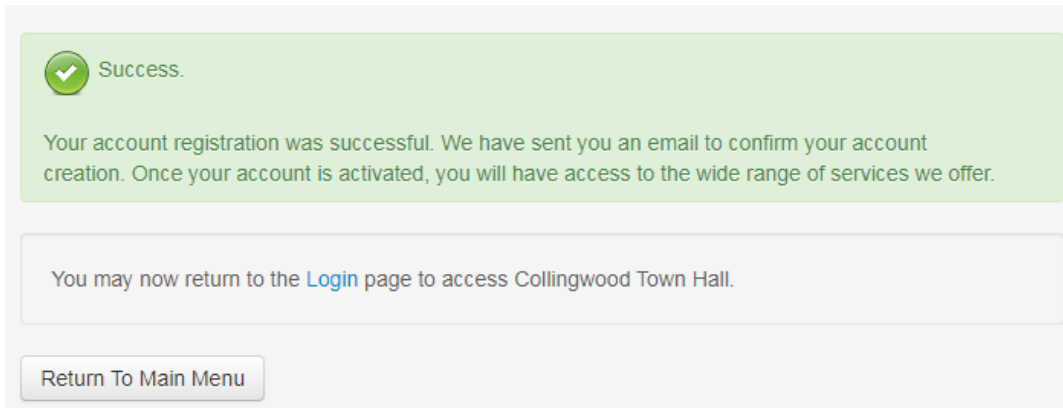 Success.
Your account registration was successful. We have sent you an email to confirm your account
creation. Once your account is activated, you will have access to the wide range of services we offer.
You may now return to the Login page to access Collingwood Town Hall.
Return To Main Menu